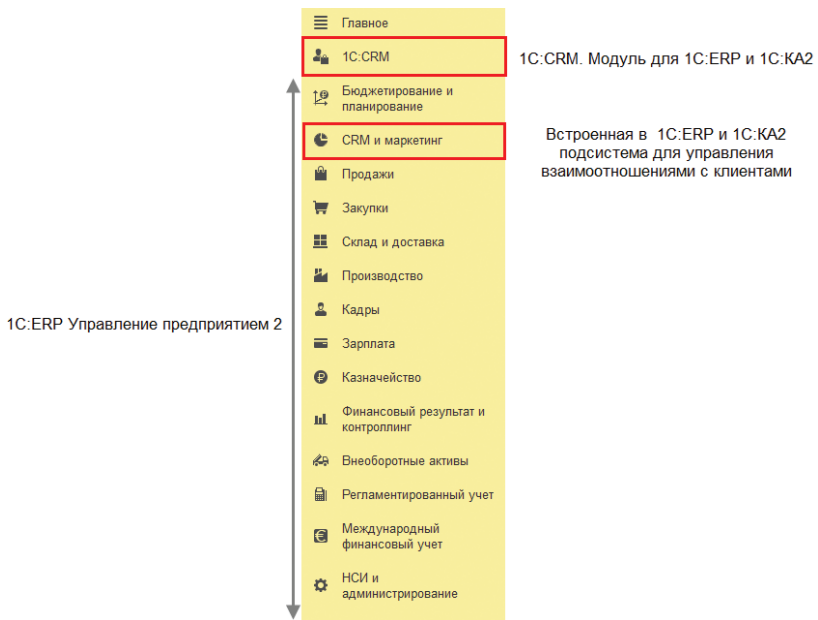 Главное
1С:CRM
1С:CRM. Модуль для 1С:ERP и 1С:КА2
Бюджетирование и
планирование
CRM и маркетинг
Встроенная в 1С:ERP и 1С:КА2
подсистема для управления
взаимоотношениями с клиентами
Продажи
Закупки
Склад и доставка
Производство
Кадры
1С:ERP Управление предприятием 2
Зарплата
Казначейство
Финансовый результат и
контроллинг
Внеоборотные активы
Регламентированный учет
Международный
финансовый учет
НСИ и
администрирование